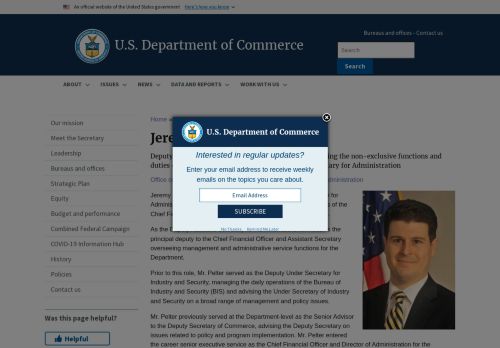 An official website of the United States government Here's how you know
U.S. Department of Commerce
Bureaus and offices - Contact us
Search
Search
ABOUT ISSUES NEWS DATA AND REPORTS WORK WITH US
Our mission
Meet the Secretary
Leadership
Bureaus and offices
Strategic Plan
Equity
Budget and performance
Combined Federal Campaign
COVID-19 Information Hub
History
Policies
Contact us
Was this page helpful?
Helpful
Home »
Jere
Deputy
ing the non-exclusive functions and
duties
tary for Administration
Office o
Administration
U.S. Department of Commerce
Interested in regular updates?
Enter your email address to receive weekly
emails on the topics you care about.
Email Address
SUBSCRIBE
No Thanks Remind Me Later
Jeremy
for
Adminis
s of the
Chief Fi
As the D
s the
principal deputy to the Chief Financial Officer and Assistant Secretary
overseeing management and administrative service functions for the
Department.
Prior to this role, Mr. Pelter served as the Deputy Under Secretary for
Industry and Security, managing the daily operations of the Bureau of
Industry and Security (BIS) and advising the Under Secretary of Industry
and Security on a broad range of management and policy issues.
Mr. Pelter previously served at the Department-level as the Senior Advisor
to the Deputy Secretary of Commerce, advising the Deputy Secretary on
issues related to policy and program implementation. Mr. Pelter entered
the career senior executive service as the Chief Financial Officer and Director of Administration for the